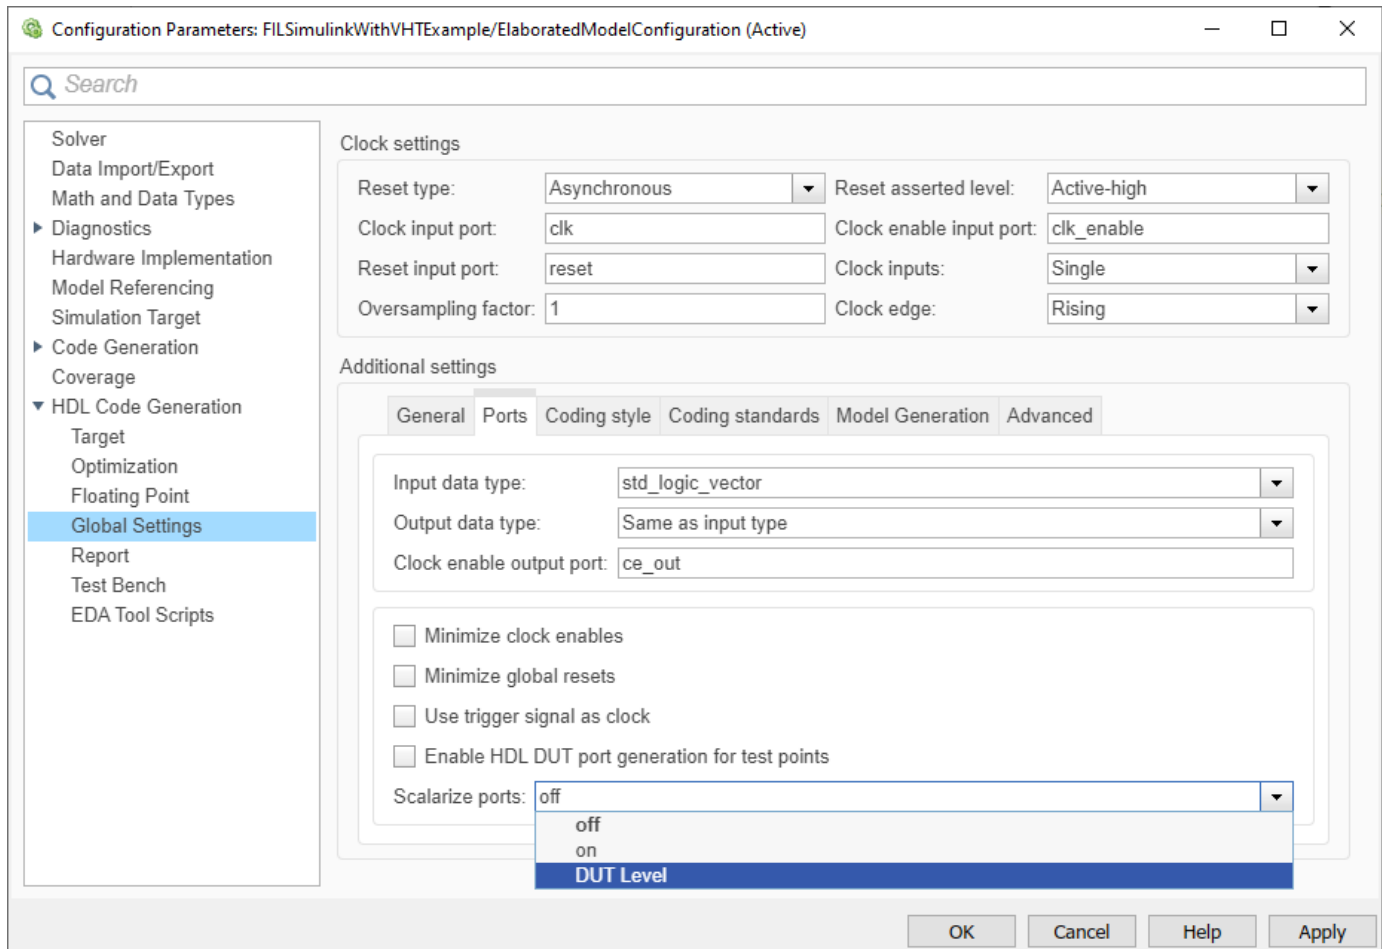 Configuration Parameters: FILSimulinkWithVHTExample/ElaboratedModelConfiguration (Active)
Search
Solver
Data Import/Export
Math and Data Types
Diagnostics
Hardware Implementation
Model Referencing
Simulation Target
Code Generation
Coverage
HDL Code Generation
Target
Optimization
Floating Point
Global Settings
Report
Test Bench
EDA Tool Scripts
Clock settings
Reset type: Asynchronous Reset asserted level: Active-high
Clock input port: clk Clock enable input port: clk_enable
Reset input port: reset Clock inputs: Single
Oversampling factor: 1 Clock edge: Rising
Additional settings
General Ports Coding style Coding standards Model Generation Advanced
Input data type: std_logic_vector
Output data type: Same as input type
Clock enable output port: ce_out
Minimize clock enables
Minimize global resets
Use trigger signal as clock
Enable HDL DUT port generation for test points
Scalarize ports: off
off
on
DUT Level
OK Cancel Help Apply